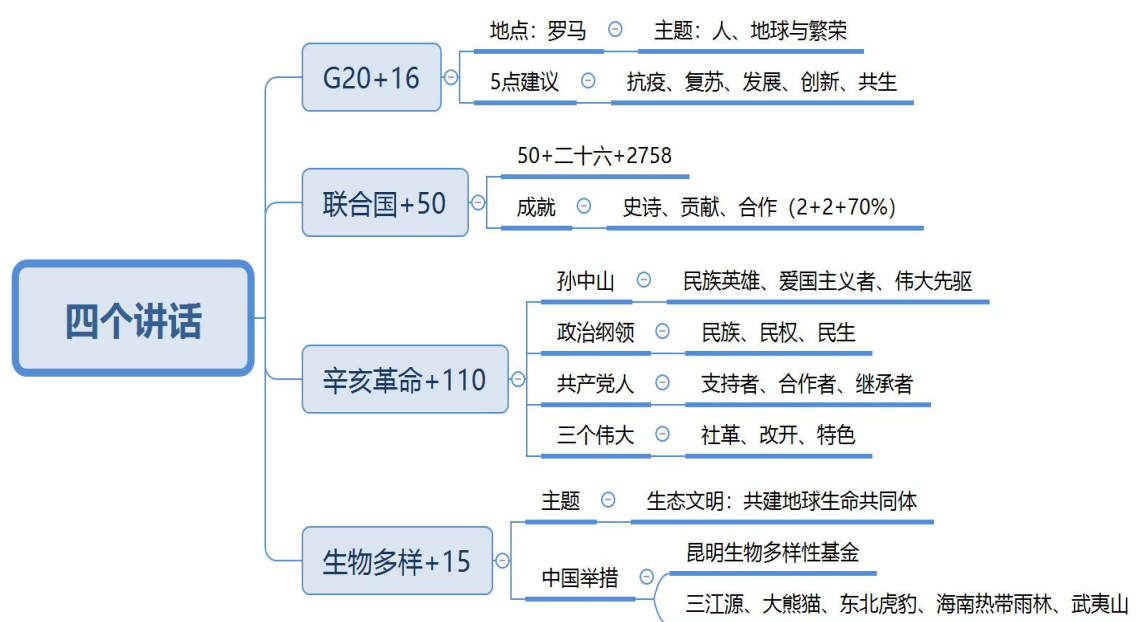 四个讲话
G20+16
地点：罗马
主题：人、地球与繁荣
5点建议
抗疫、复苏、发展、创新、共生
联合国+50
50+二十六+2758
成就
史诗、贡献、合作（2+2+70%）
辛亥革命+110
孙中山
民族英雄、爱国主义者、伟大先驱
政治纲领
民族、民权、民生
共产党人
支持者、合作者、继承者
三个伟大
社革、改开、特色
生物多样+15
主题
生态文明：共建地球生命共同体
中国举措
昆明生物多样性基金
三江源、大熊猫、东北虎豹、海南热带雨林、武夷山